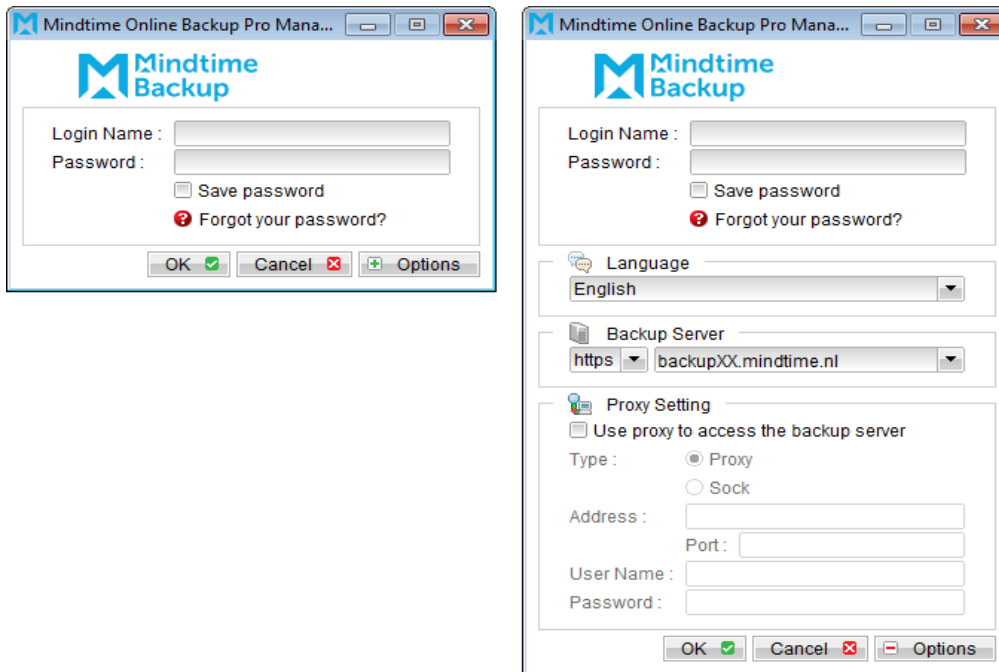 Mindtime Online Backup Pro Mana...
Mindtime
Backup
Login Name :
Password :
Save password
Forgot your password?
OK Cancel Options
Mindtime Online Backup Pro Mana...
Mindtime
Backup
Login Name :
Password :
Save password
Forgot your password?
Language
English
Backup Server
https backupXX.mindtime.nl
Proxy Setting
Use proxy to access the backup server
Type : Proxy
Sock
Address :
Port :
User Name :
Password :
OK Cancel Options